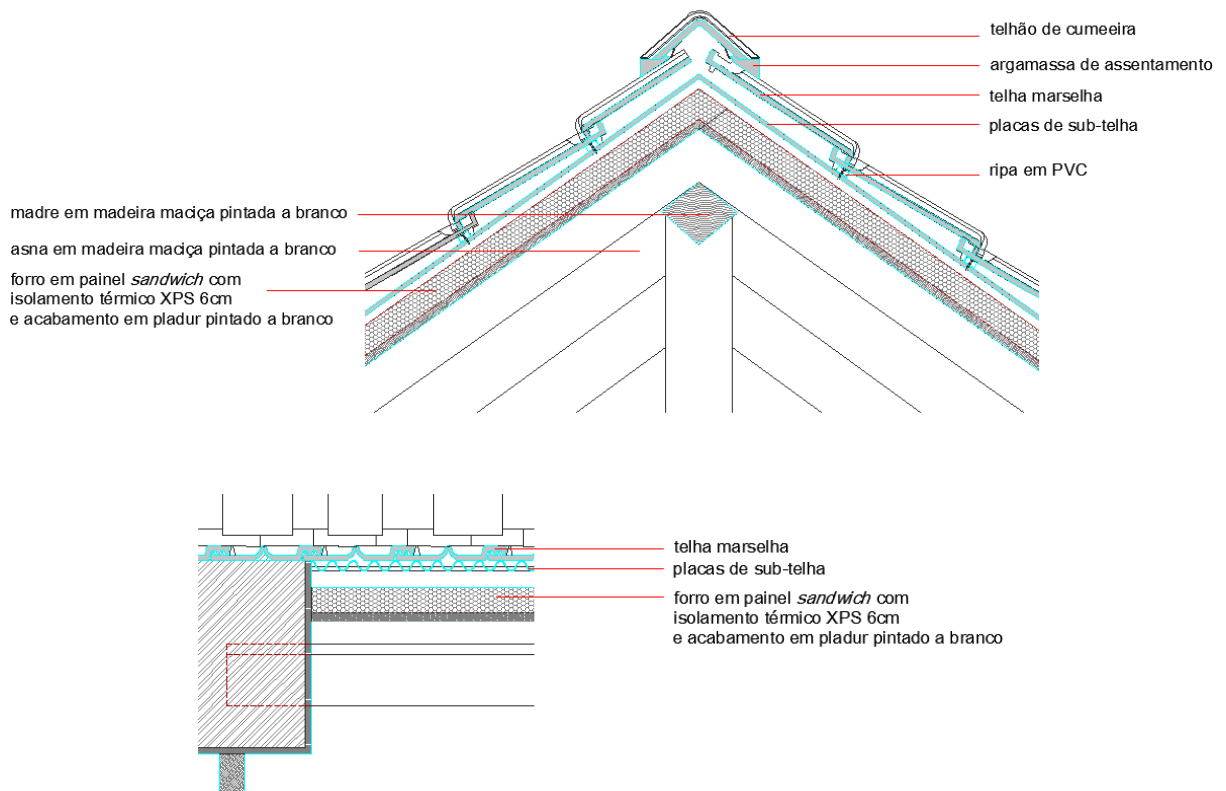 telhão de cumeeira
argamassa de assentamento
telha marselha
placas de sub-telha
ripa em PVC
madre em madeira maciça pintada a branco
asna em madeira maciça pintada a branco
forro em painel sandwich com
isolamento térmico XPS 6cm
e acabamento em pladur pintado a branco
telha marselha
placas de sub-telha
forro em painel sandwich com
isolamento térmico XPS 6cm
e acabamento em pladur pintado a branco